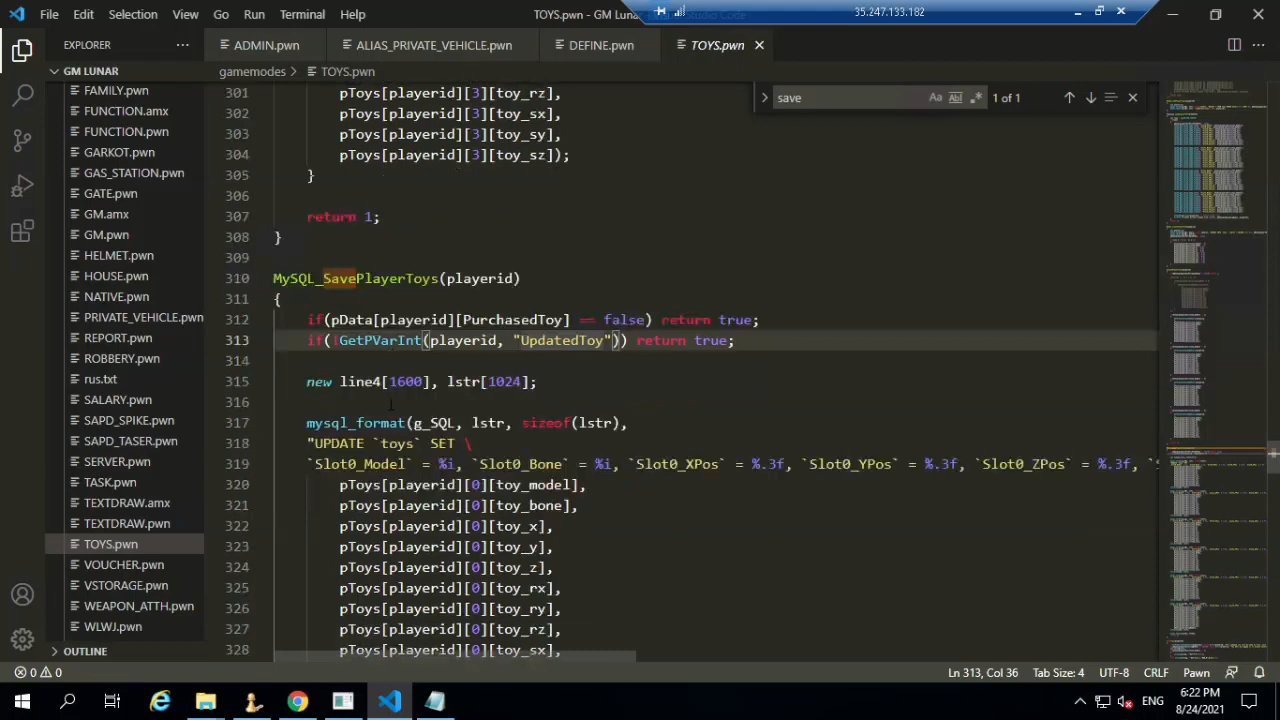 File Edit Selection View Go Run Terminal Help
TOYS.pwn - GM Lunar
35.247.133.182
EXPLORER
ADMIN.pwn
ALIAS_PRIVATE_VEHICLE.pwn
DEFINE.pwn
TOYS.pwn
GM LUNAR
gamemodes > TOYS.pwn
FAMILY.pwn
FUNCTION.amx
FUNCTION.pwn
GARKOT.pwn
GAS_STATION.pwn
GATE.pwn
GM.amx
GM.pwn
HELMET.pwn
HOUSE.pwn
NATIVE.pwn
PRIVATE_VEHICLE.pwn
REPORT.pwn
ROBBERY.pwn
rus.txt
SALARY.pwn
SAPD_SPIKE.pwn
SAPD_TASER.pwn
SERVER.pwn
TASK.pwn
TEXTDRAW.amx
TEXTDRAW.pwn
TOYS.pwn
VOUCHER.pwn
VSTORAGE.pwn
WEAPON_ATTH.pwn
WLWJ.pwn
OUTLINE
save
Aa Ab .*
1 of 1
301 pToys[playerid][3][toy_rz],
302 pToys[playerid][3][toy_sx],
303 pToys[playerid][3][toy_sy],
304 pToys[playerid][3][toy_sz]);
305 }
306
307 return 1;
308 }
309
310 MySQL_SavePlayerToys(playerid)
311 {
312 if(pData[playerid][PurchasedToy] == false) return true;
313 if(!GetPVarInt(playerid, "UpdatedToy")) return true;
314
315 new line4[1600], lstr[1024];
316
317 mysql_format(g_SQL, lstr, sizeof(lstr),
318 "UPDATE `toys` SET \
319 `Slot0_Model` = %i, `Slot0_Bone` = %i, `Slot0_XPos` = %.3f, `Slot0_YPos` = %.3f, `Slot0_ZPos` = %.3f,
320 pToys[playerid][0][toy_model],
321 pToys[playerid][0][toy_bone],
322 pToys[playerid][0][toy_x],
323 pToys[playerid][0][toy_y],
324 pToys[playerid][0][toy_z],
325 pToys[playerid][0][toy_rx],
326 pToys[playerid][0][toy_ry],
327 pToys[playerid][0][toy_rz],
328 pToys[playerid][0][toy_sx],
0 0
Ln 313, Col 36
Tab Size: 4
UTF-8
CRLF
Pawn
ENG
6:22 PM
8/24/2021